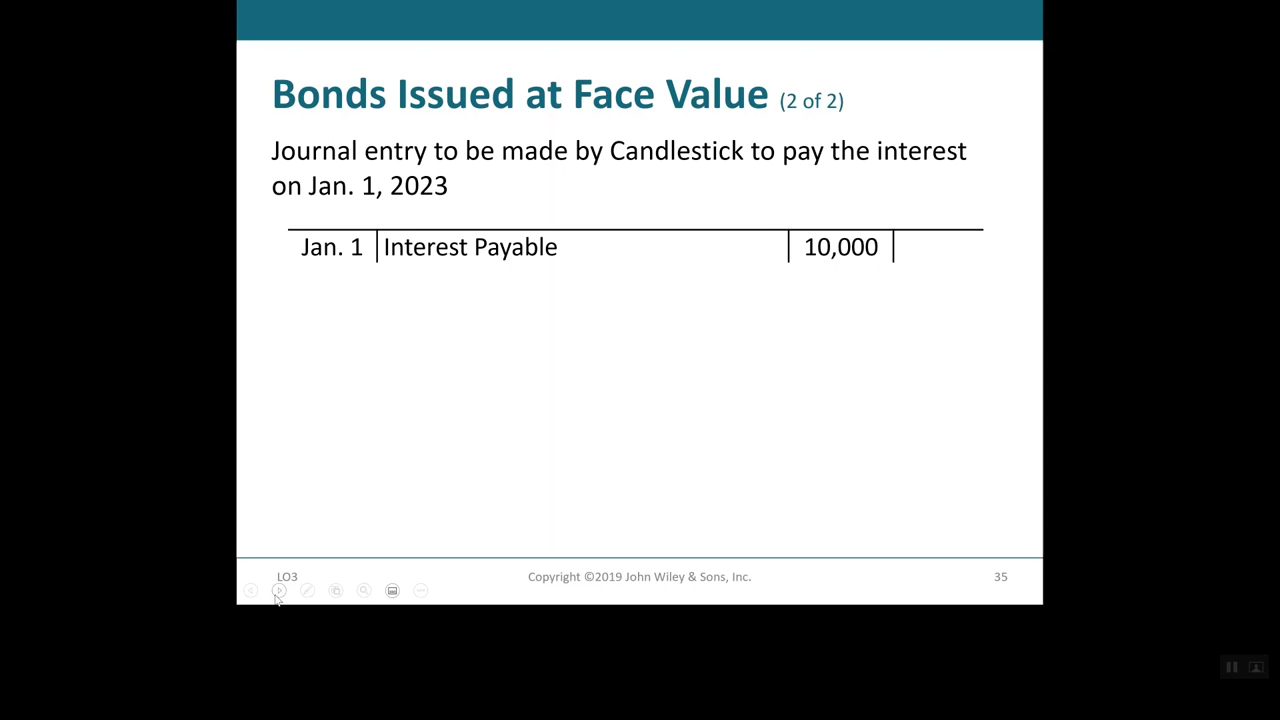 Bonds Issued at Face Value (2 of 2)
Journal entry to be made by Candlestick to pay the interest
on Jan. 1, 2023
Jan. 1 Interest Payable 10,000
LO3 Copyright ©2019 John Wiley & Sons, Inc. 35